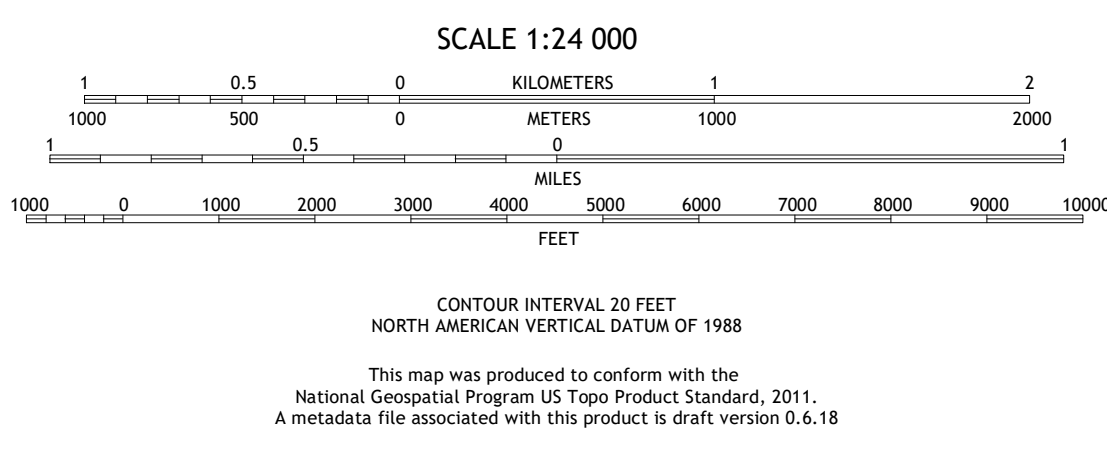 SCALE 1:24 000
1 0.5 0 KILOMETERS 1 2
1000 500 0 METERS 1000 2000
1 0.5 0 1
MILES
1000 0 1000 2000 3000 4000 5000 6000 7000 8000 9000 10000
FEET
CONTOUR INTERVAL 20 FEET
NORTH AMERICAN VERTICAL DATUM OF 1988
This map was produced to conform with the
National Geospatial Program US Topo Product Standard, 2011.
A metadata file associated with this product is draft version 0.6.18